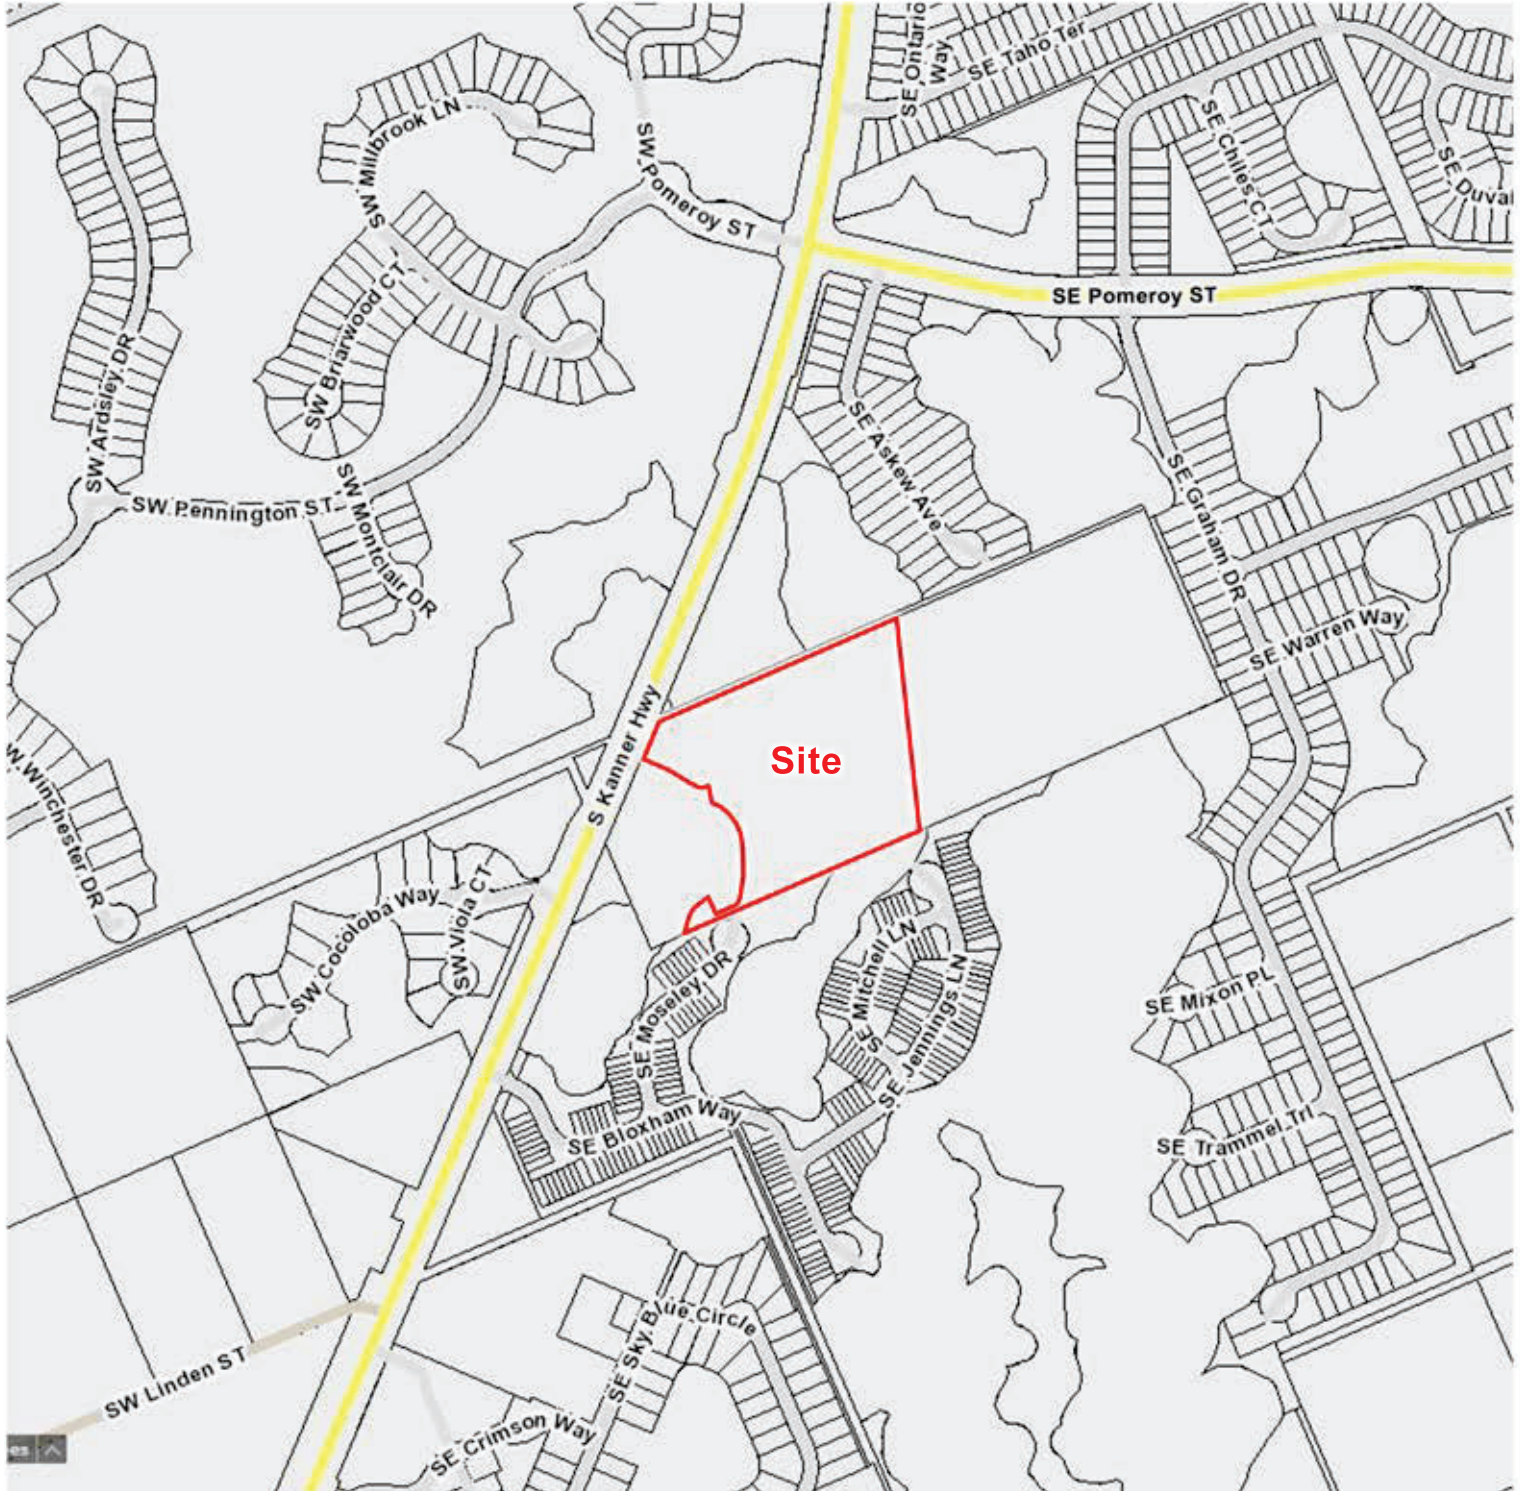 SE Ontario
Way
SE Taho Ter
SW Millbrook LN
SE Chiles CT
SE Duval
SW Pomeroy ST
SE Pomeroy ST
SW Briarwood CT
SW Ardsley DR
SE Askew Ave
SW Pennington ST
SW Montclair DR
SE Graham DR
SE Warren Way
S Kanner Hwy
Site
W Winchester DR
SW Cocoloba Way
SW Viola CT
SE Moseley DR
SE Mitchell LN
SE
SE Jennings LN
SE Mixon PL
SE Bloxham Way
SE Trammel Trl
SE Sky Blue Circle
SW Linden ST
SE Crimson Way
es